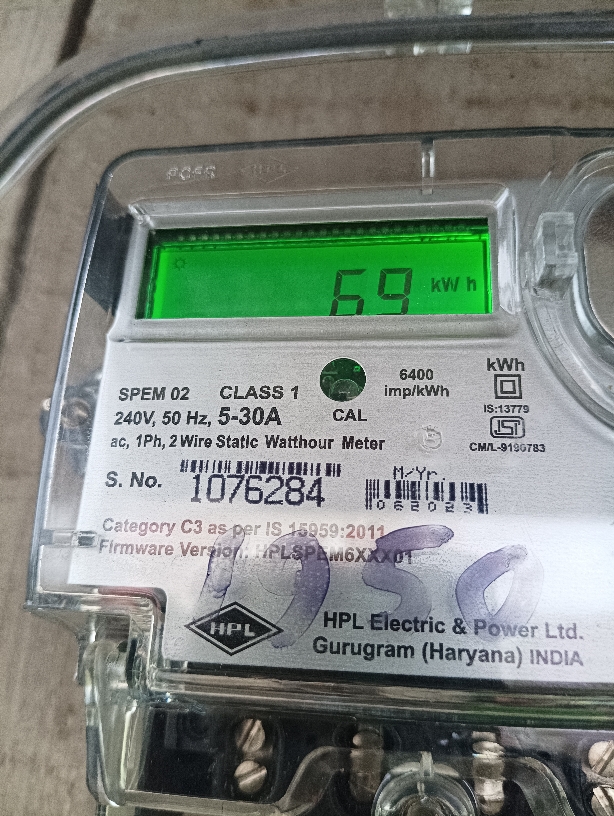 69 kWh
6400
imp/kWh
kWh
SPEM 02 CLASS 1
240V, 50 Hz, 5-30A
CAL
IS:13779
ac, 1Ph, 2 Wire Static Watthour Meter
CM/L-9190783
S. No. 1076284
M/Yr.
062023
Category C3 as per IS 15959:2011
Firmware Version: HPLSPEM6XXX01
950
HPL
HPL Electric & Power Ltd.
Gurugram (Haryana) INDIA